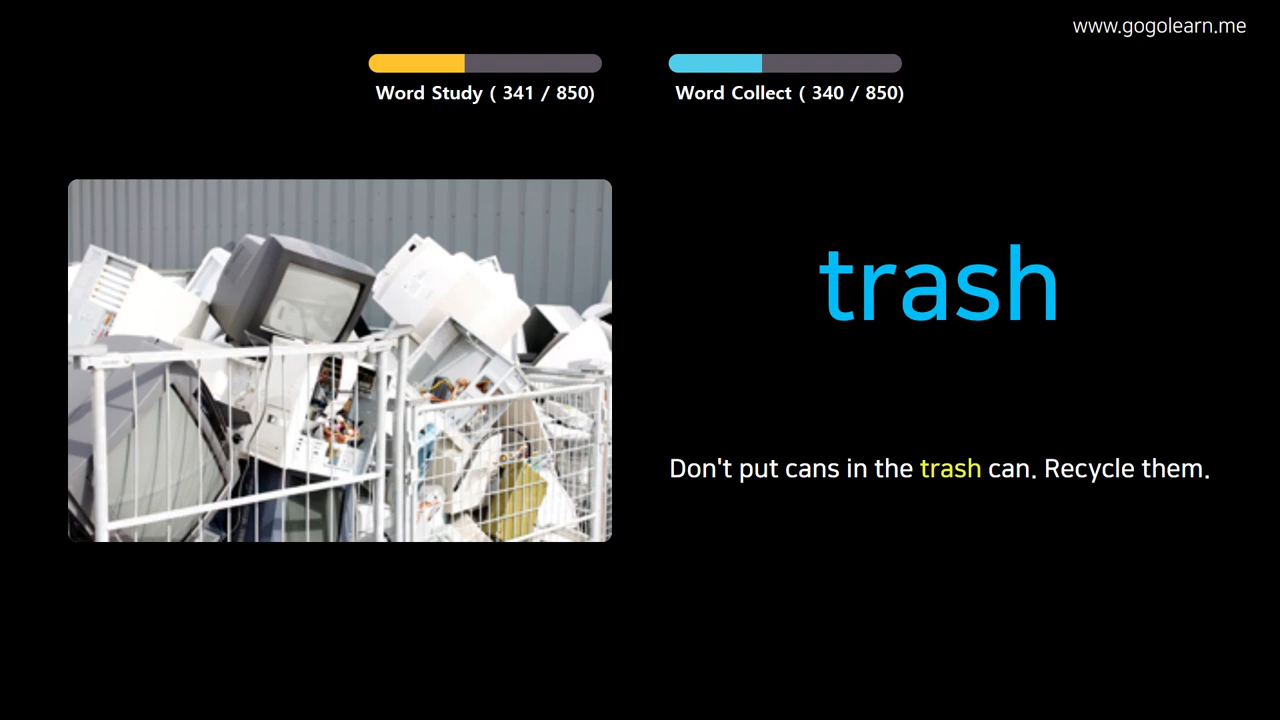 www.gogolearn.me
Word Study ( 341 / 850)
Word Collect ( 340 / 850)
trash
Don't put cans in the trash can. Recycle them.